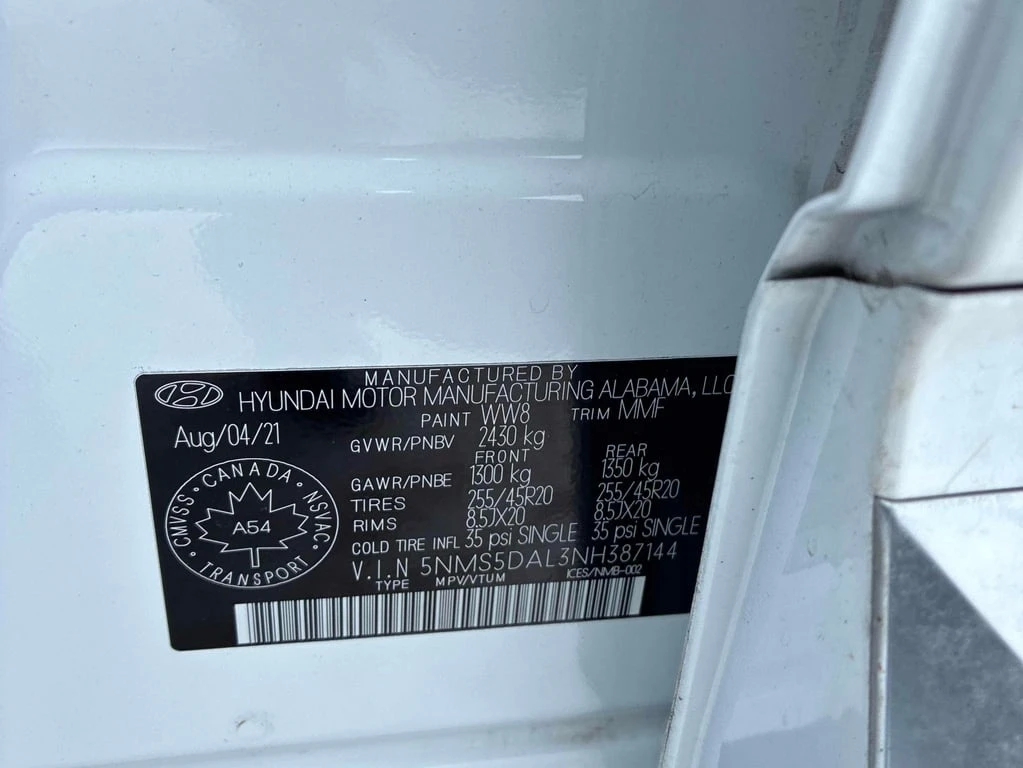 MANUFACTURED BY
HYUNDAI MOTOR MANUFACTURING ALABAMA, LLC
PAINT WW8 TRIM MMF
Aug/04/21
GVWR/PNBV 2430 kg
FRONT REAR
GAWR/PNBE 1300 kg 1350 kg
TIRES 255/45R20 255/45R20
RIMS 8.5JX20 8.5JX20
COLD TIRE INFL 35 psi SINGLE 35 psi SINGLE
V.I.N 5NMS5DAL3NH387144
TYPE MPV/VTUM ICES/NMB-002
CMVSS · CANADA · NSVAC
A54
TRANSPORT